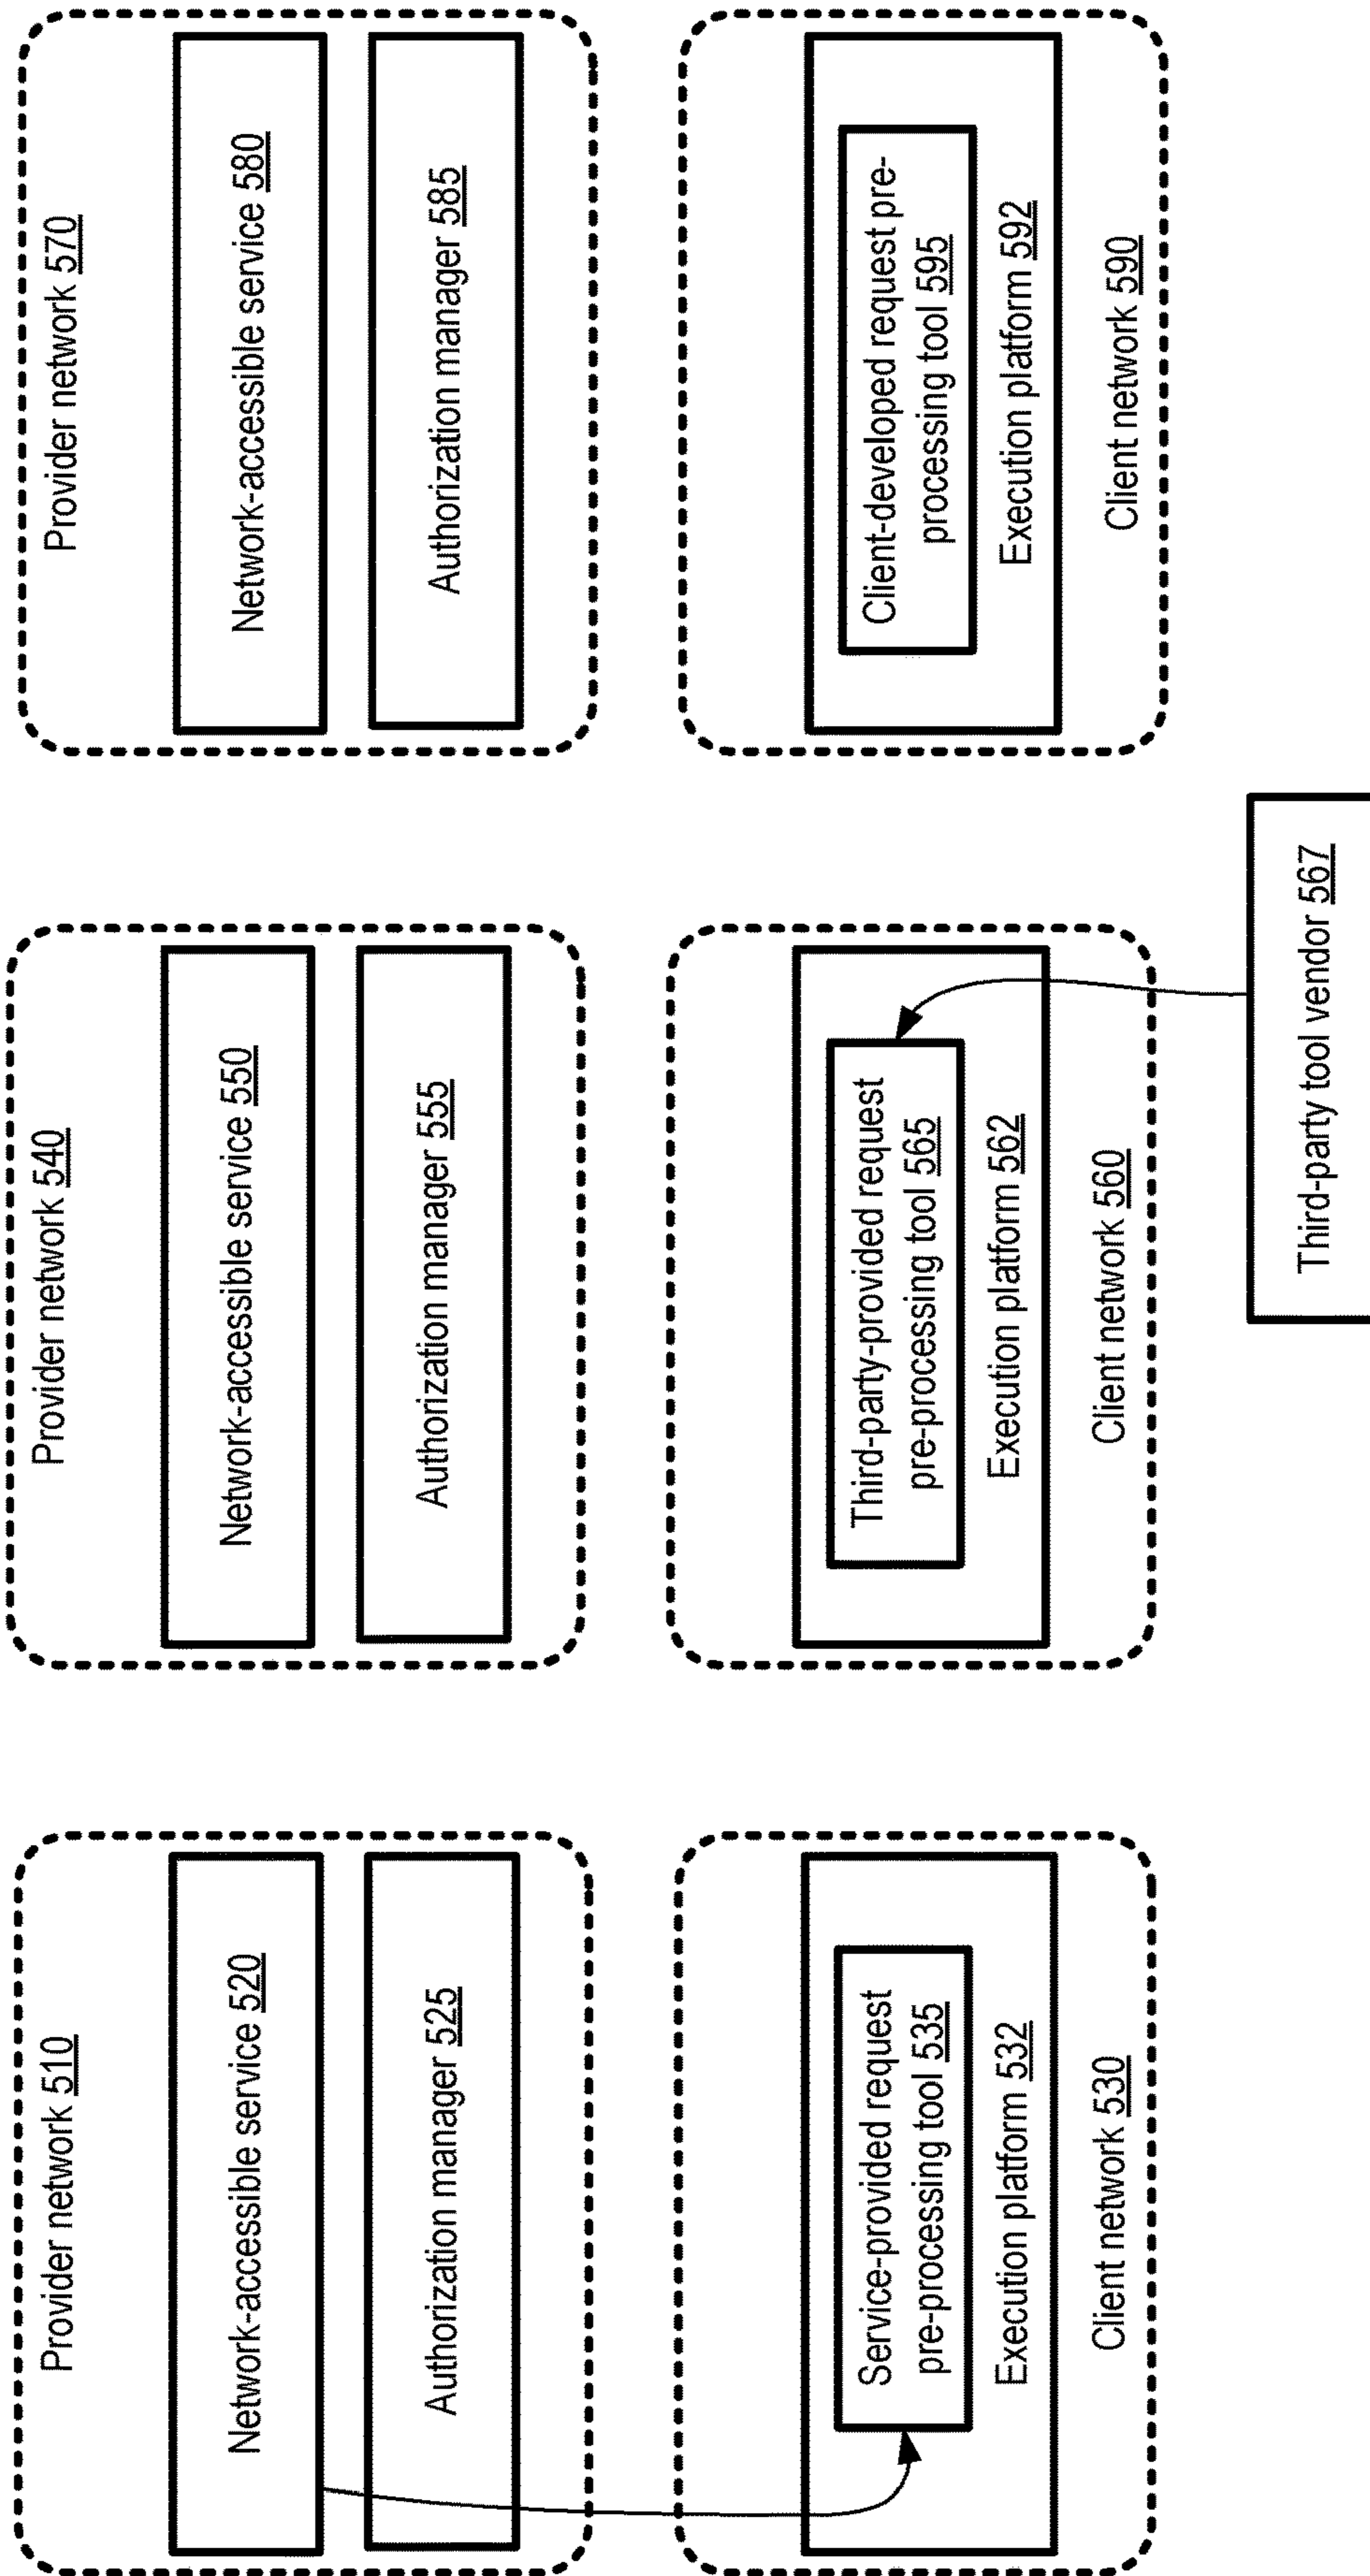 Provider network 510
Network-accessible service 520
Authorization manager 525
Service-provided request
pre-processing tool 535
Execution platform 532
Client network 530
Provider network 540
Network-accessible service 550
Authorization manager 555
Third-party-provided request
pre-processing tool 565
Execution platform 562
Client network 560
Third-party tool vendor 567
Provider network 570
Network-accessible service 580
Authorization manager 585
Client-developed request pre-
processing tool 595
Execution platform 592
Client network 590